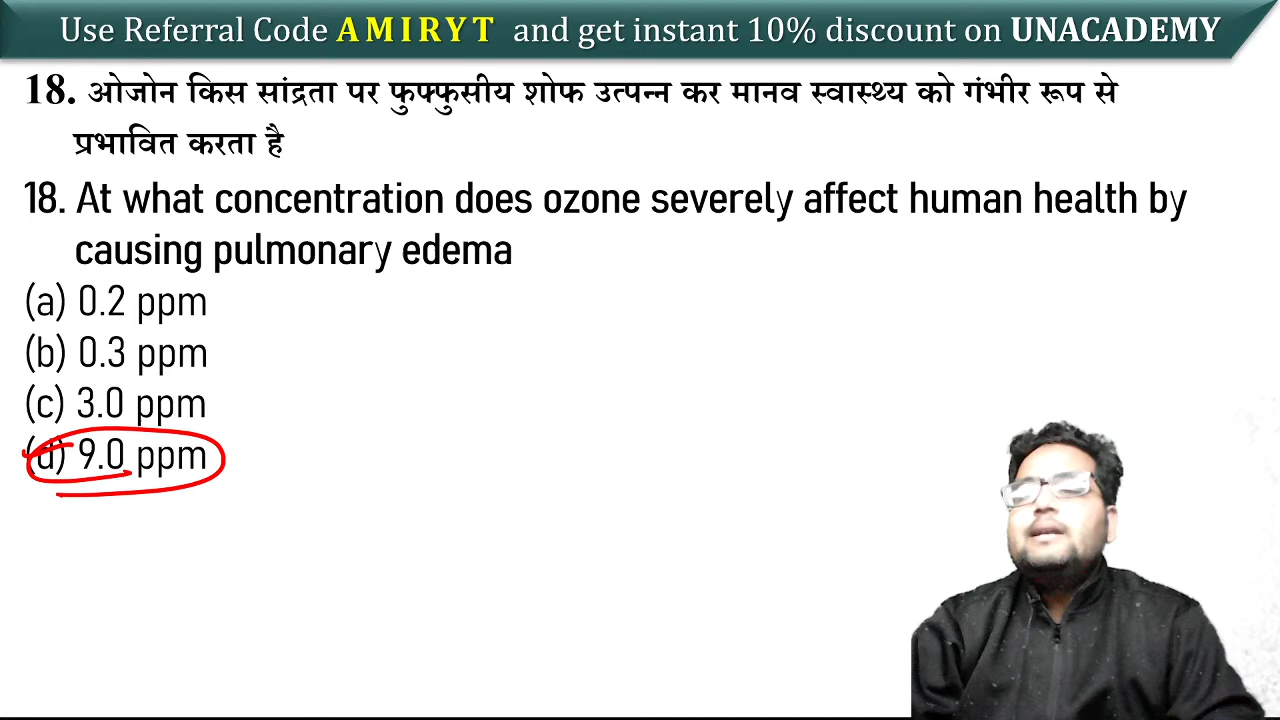 Use Referral Code AMIRYT and get instant 10% discount on UNACADEMY
18. ओजोन किस सांद्रता पर फुफ्फुसीय शोफ उत्पन्न कर मानव स्वास्थ्य को गंभीर रूप से
प्रभावित करता है
18. At what concentration does ozone severely affect human health by
causing pulmonary edema
(a) 0.2 ppm
(b) 0.3 ppm
(c) 3.0 ppm
(d) 9.0 ppm